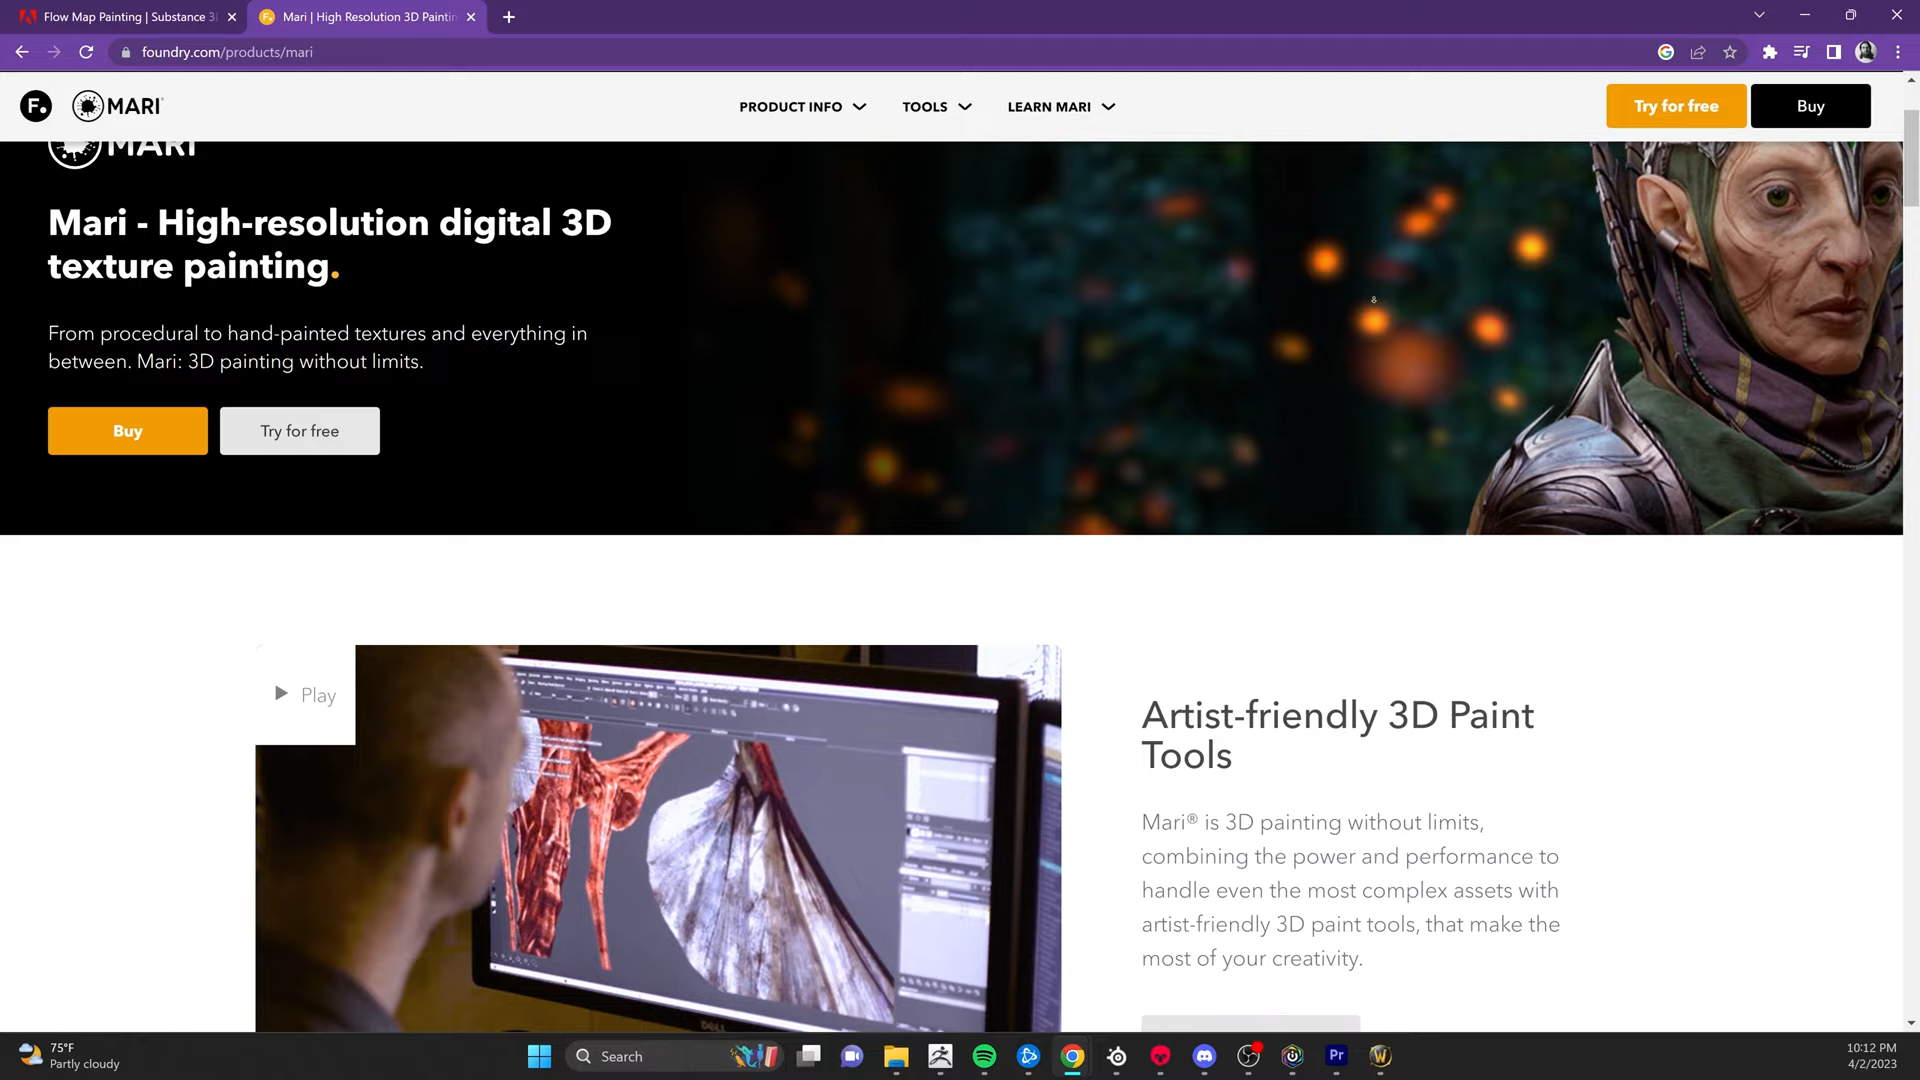 Flow Map Painting | Substance 3
Mari | High Resolution 3D Paintin
foundry.com/products/mari
F. MARI
PRODUCT INFO
TOOLS
LEARN MARI
Try for free
Buy
MARI
Mari - High-resolution digital 3D
texture painting.
From procedural to hand-painted textures and everything in
between. Mari: 3D painting without limits.
Buy
Try for free
Play
Artist-friendly 3D Paint
Tools
Mari® is 3D painting without limits,
combining the power and performance to
handle even the most complex assets with
artist-friendly 3D paint tools, that make the
most of your creativity.
DELL
75°F
Partly cloudy
Search
Pr
10:12 PM
4/2/2023